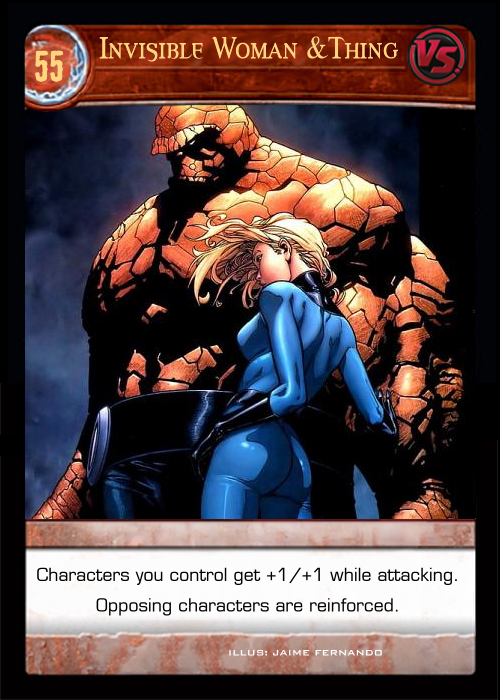 55
INVISIBLE WOMAN &THING
VS.
Characters you control get +1/+1 while attacking.
Opposing characters are reinforced.
ILLUS: JAIME FERNANDO